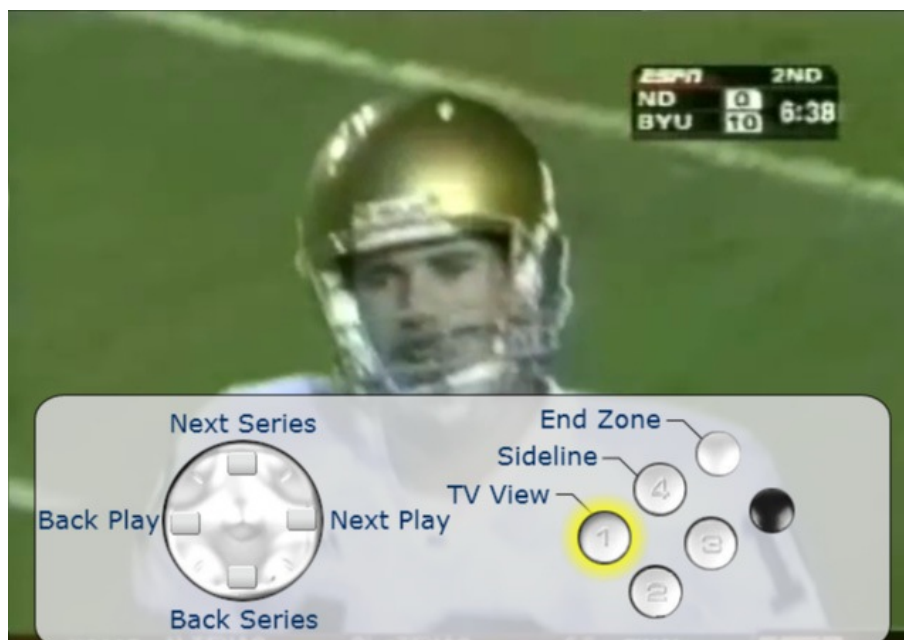 ESPN 2ND
ND 0 6:38
BYU 10
Next Series
Back Play
Next Play
Back Series
End Zone
Sideline
TV View
4
1
3
2